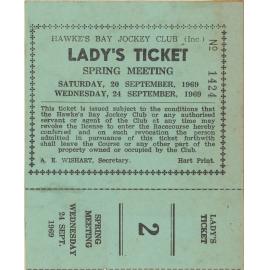 HAWKE'S BAY JOCKEY CLUB (Inc.)
LADY'S TICKET
SPRING MEETING
SATURDAY, 20 SEPTEMBER, 1969
WEDNESDAY, 24 SEPTEMBER, 1969
No 1424
This ticket is issued subject to the conditions that
the Hawke's Bay Jockey Club or any authorised
servant or agent of the Club at any time may
revoke the license to enter the Racecourse hereby
conferred and on such revocation the person
admitted in pursuance of this ticket forthwith
shall leave the Course or any other part of the
property owned or occupied by the Club.
A. E. WISHART, Secretary. Hart Print.
SPRING
MEETING
WEDNESDAY
24 SEPT.
1969
2
LADY'S
TICKET